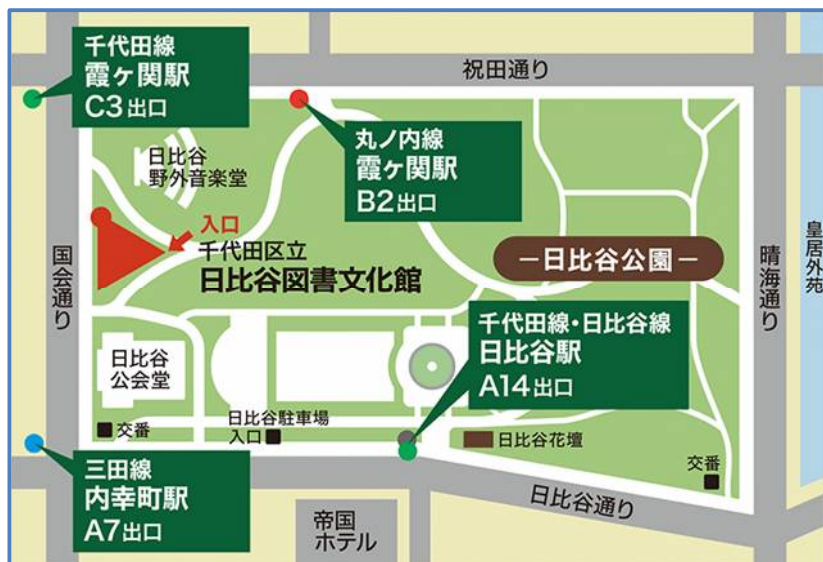 千代田線
霞ヶ関駅
C3出口
祝田通り
丸ノ内線
霞ヶ関駅
B2出口
日比谷
野外音楽堂
入口
千代田区立
日比谷図書文化館
国会通り
－日比谷公園－
晴海通り
皇居外苑
千代田線・日比谷線
日比谷駅
A14出口
日比谷
公会堂
交番
日比谷駐車場
入口
日比谷花壇
交番
三田線
内幸町駅
A7出口
帝国
ホテル
日比谷通り